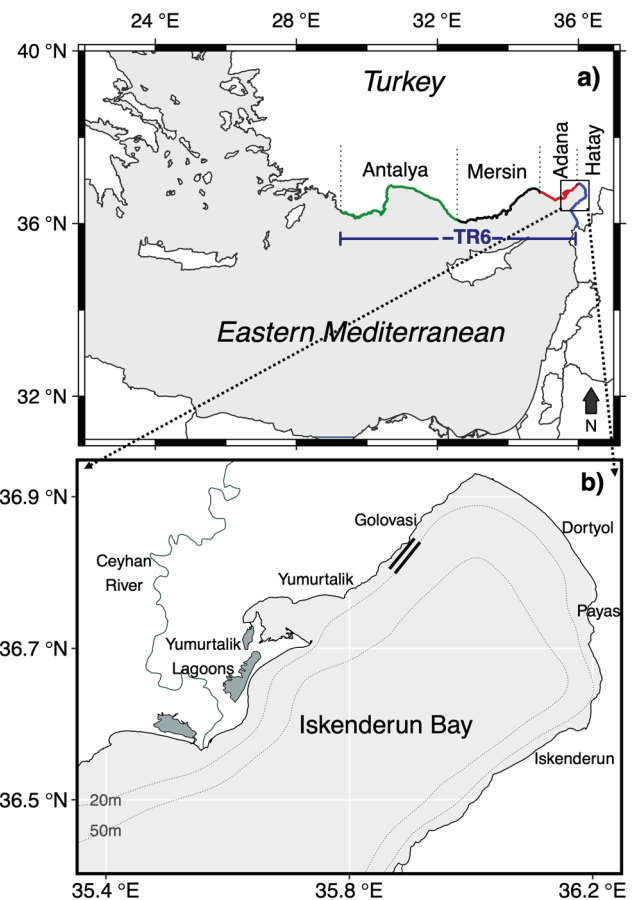 24 °E 28 °E 32 °E 36 °E
40 °N
Turkey
a)
Adana
Hatay
Antalya
Mersin
36 °N
TR6
Eastern Mediterranean
32 °N
N
b)
36.9 °N
Golovasi
Dortyol
Ceyhan
River
Yumurtalik
Payas
Yumurtalik
Lagoons
36.7 °N
Iskenderun Bay
Iskenderun
20m
36.5 °N
50m
35.4 °E 35.8 °E 36.2 °E